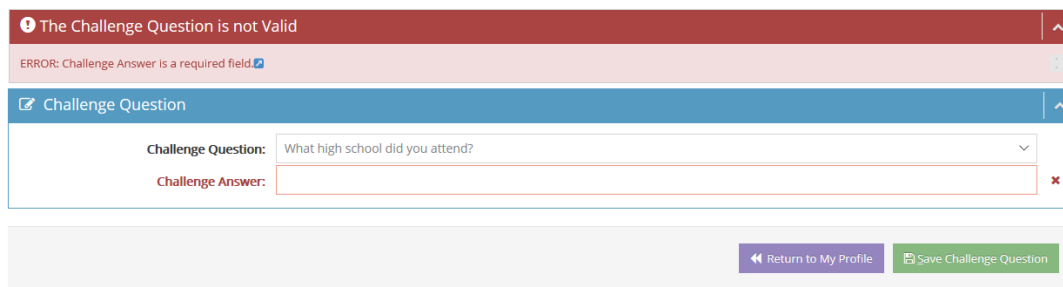 The Challenge Question is not Valid
ERROR: Challenge Answer is a required field.
Challenge Question
Challenge Question: What high school did you attend?
Challenge Answer:
Return to My Profile Save Challenge Question